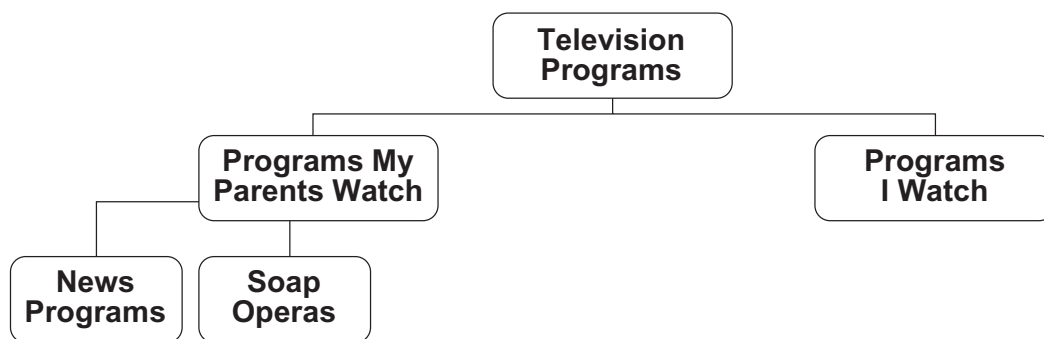 Television
Programs
Programs My
Parents Watch
Programs
I Watch
News
Programs
Soap
Operas